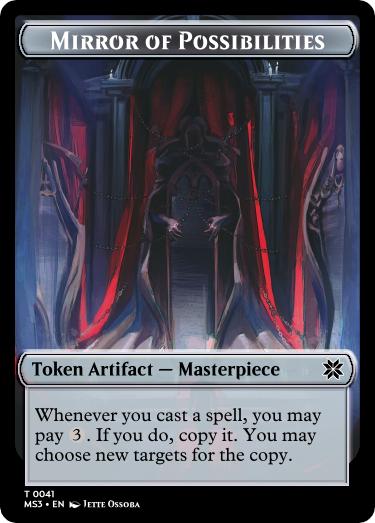 Mirror of Possibilities
Token Artifact — Masterpiece
Whenever you cast a spell, you may
pay 3. If you do, copy it. You may
choose new targets for the copy.
T 0041
MS3 • EN Jette Ossoba